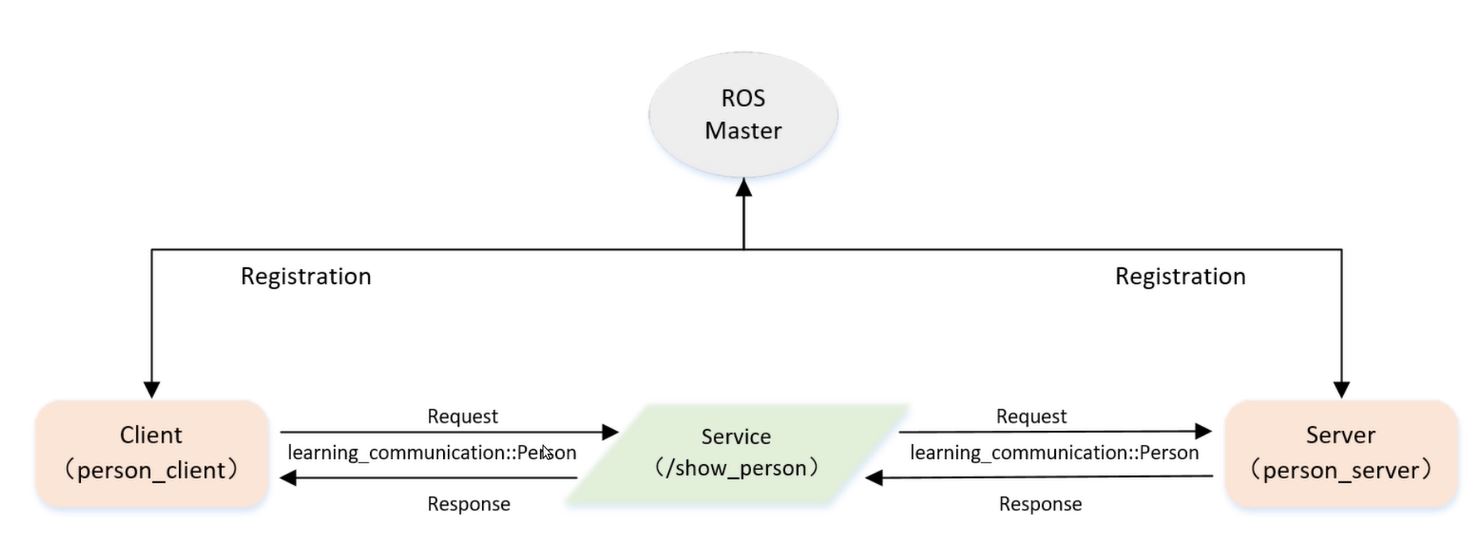 ROS
Master
Registration
Registration
Client
（person_client）
Request
learning_communication::Person
Response
Service
（/show_person）
Request
learning_communication::Person
Response
Server
（person_server）